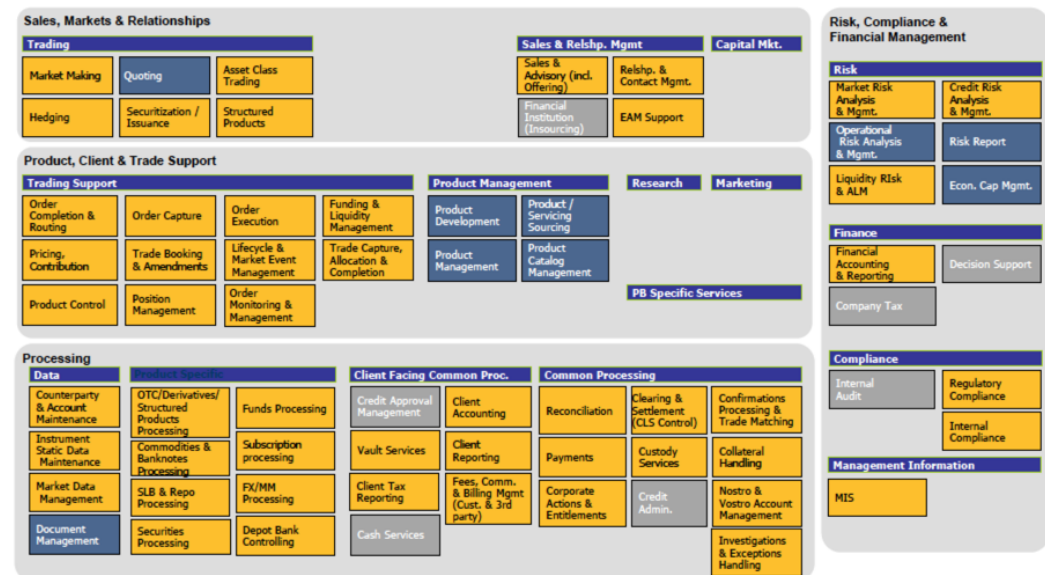 Sales, Markets & Relationships
Trading
Market Making
Quoting
Asset Class
Trading
Hedging
Securitization /
Issuance
Structured
Products
Sales & Relshp. Mgmt
Sales &
Advisory (incl.
Offering)
Relshp. &
Contact Mgmt.
Financial
Institution
(Insourcing)
EAM Support
Capital Mkt.
Product, Client & Trade Support
Trading Support
Order
Completion &
Routing
Order Capture
Order
Execution
Funding &
Liquidity
Management
Pricing,
Contribution
Trade Booking
& Amendments
Lifecycle &
Market Event
Management
Trade Capture,
Allocation &
Completion
Product Control
Position
Management
Order
Monitoring &
Management
Product Management
Product
Development
Product /
Servicing
Sourcing
Product
Management
Product
Catalog
Management
Research
Marketing
PB Specific Services
Processing
Data
Counterparty
& Account
Maintenance
Instrument
Static Data
Maintenance
Market Data
Management
Document
Management
Product Specific
OTC/Derivatives/
Structured
Products
Processing
Funds Processing
Commodities &
Banknotes
Processing
Subscription
processing
SLB & Repo
Processing
FX/MM
Processing
Securities
Processing
Depot Bank
Controlling
Client Facing Common Proc.
Credit Approval
Management
Client
Accounting
Vault Services
Client
Reporting
Client Tax
Reporting
Fees, Comm.
& Billing Mgmt
(Cust. & 3rd
party)
Cash Services
Common Processing
Reconciliation
Clearing &
Settlement
(CLS Control)
Confirmations
Processing &
Trade Matching
Payments
Custody
Services
Collateral
Handling
Corporate
Actions &
Entitlements
Credit
Admin.
Nostro &
Vostro Account
Management
Investigations
& Exceptions
Handling
Risk, Compliance &
Financial Management
Risk
Market Risk
Analysis
& Mgmt.
Credit Risk
Analysis
& Mgmt.
Operational
Risk Analysis
& Mgmt.
Risk Report
Liquidity RIsk
& ALM
Econ. Cap Mgmt.
Finance
Financial
Accounting
& Reporting
Decision Support
Company Tax
Compliance
Internal
Audit
Regulatory
Compliance
Internal
Compliance
Management Information
MIS